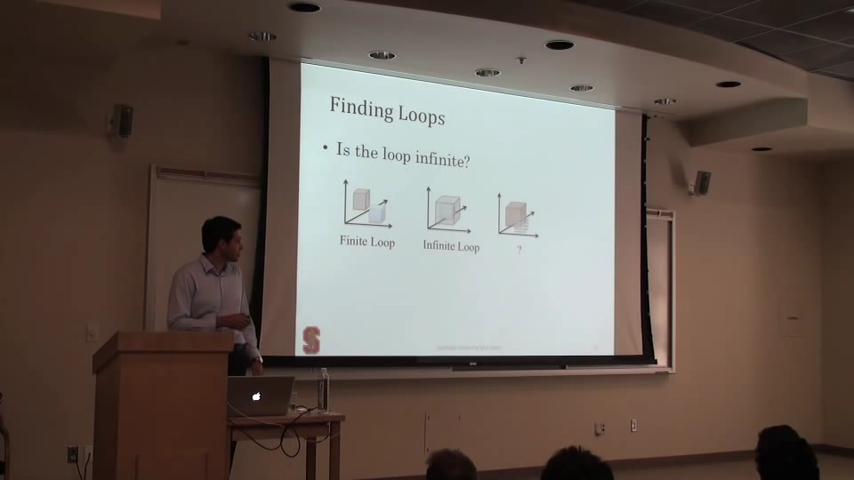 Finding Loops
• Is the loop infinite?
Finite Loop
Infinite Loop
?
S